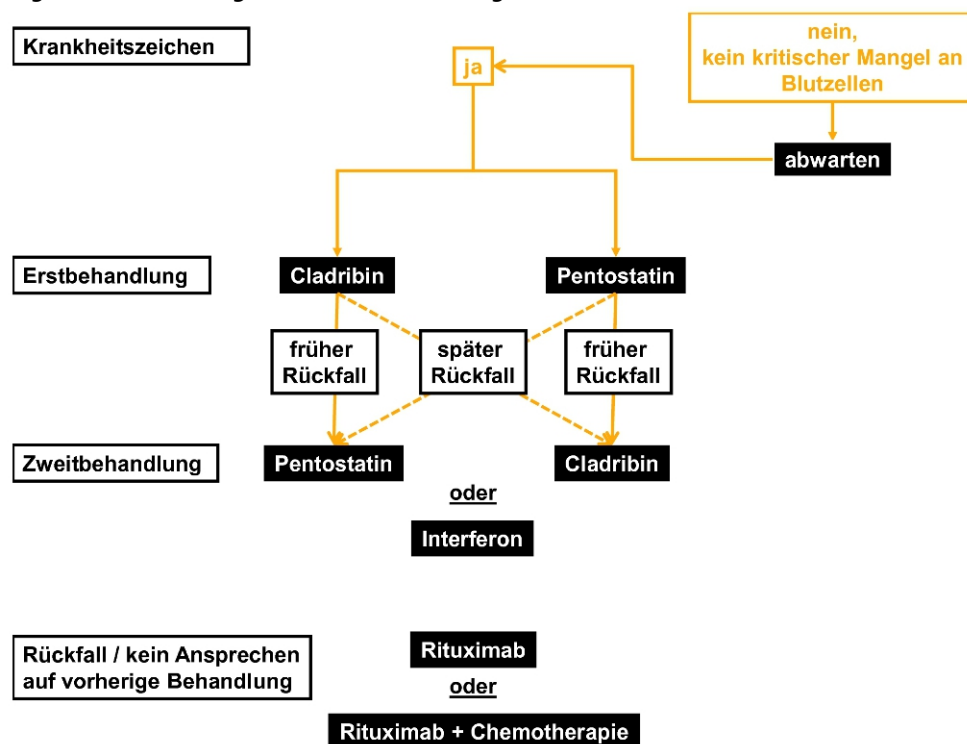 Krankheitszeichen
ja
nein,
kein kritischer Mangel an
Blutzellen
abwarten
Erstbehandlung
Cladribin
Pentostatin
früher
Rückfall
später
Rückfall
früher
Rückfall
Zweitbehandlung
Pentostatin
Cladribin
oder
Interferon
Rückfall / kein Ansprechen
auf vorherige Behandlung
Rituximab
oder
Rituximab + Chemotherapie